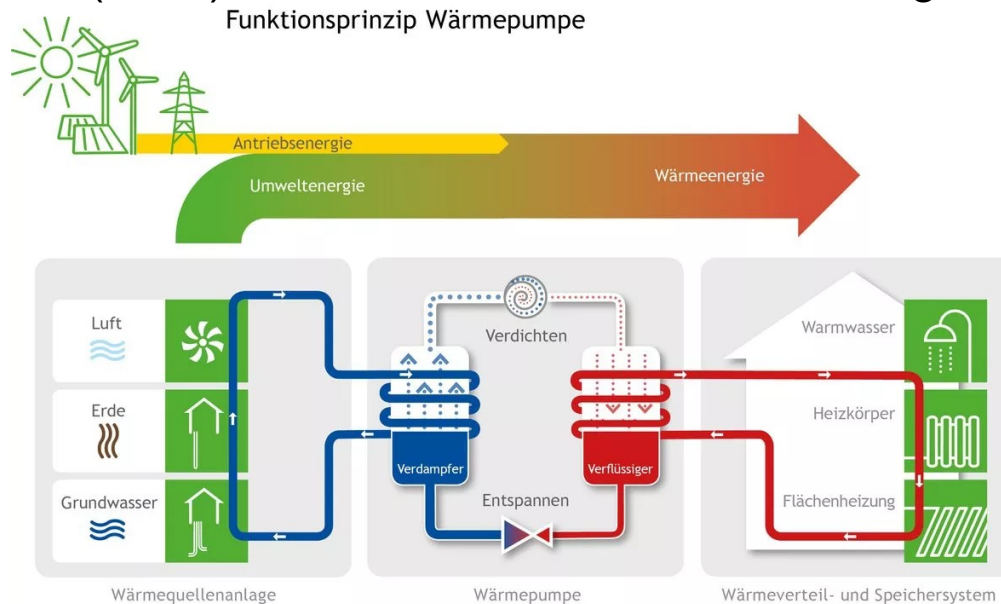 Funktionsprinzip Wärmepumpe
Antriebsenergie
Umweltenergie
Wärmeenergie
Luft
Erde
Grundwasser
Wärmequellenanlage
Verdichten
Verdampfer
Verflüssiger
Entspannen
Wärmepumpe
Warmwasser
Heizkörper
Flächenheizung
Wärmeverteil- und Speichersystem